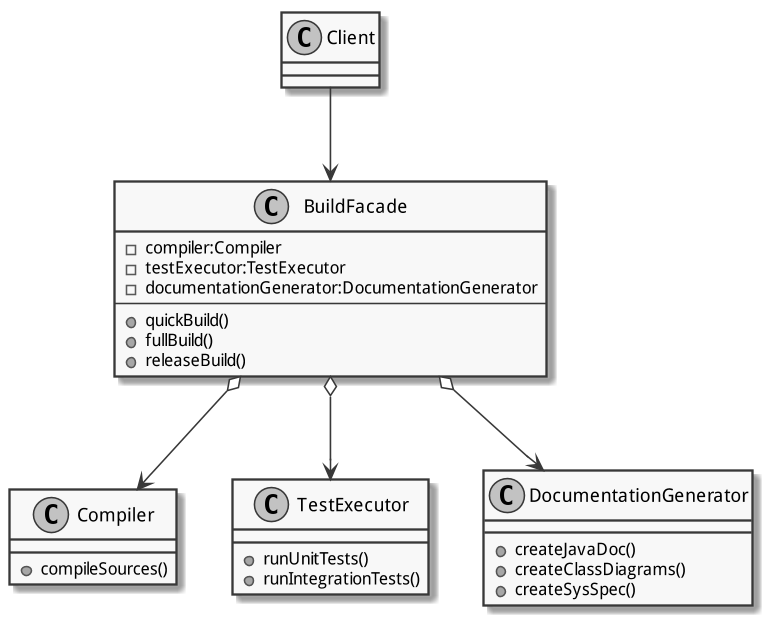 C Client
C BuildFacade
compiler:Compiler
testExecutor:TestExecutor
documentationGenerator:DocumentationGenerator
quickBuild()
fullBuild()
releaseBuild()
C Compiler
compileSources()
C TestExecutor
runUnitTests()
runIntegrationTests()
C DocumentationGenerator
createJavaDoc()
createClassDiagrams()
createSysSpec()